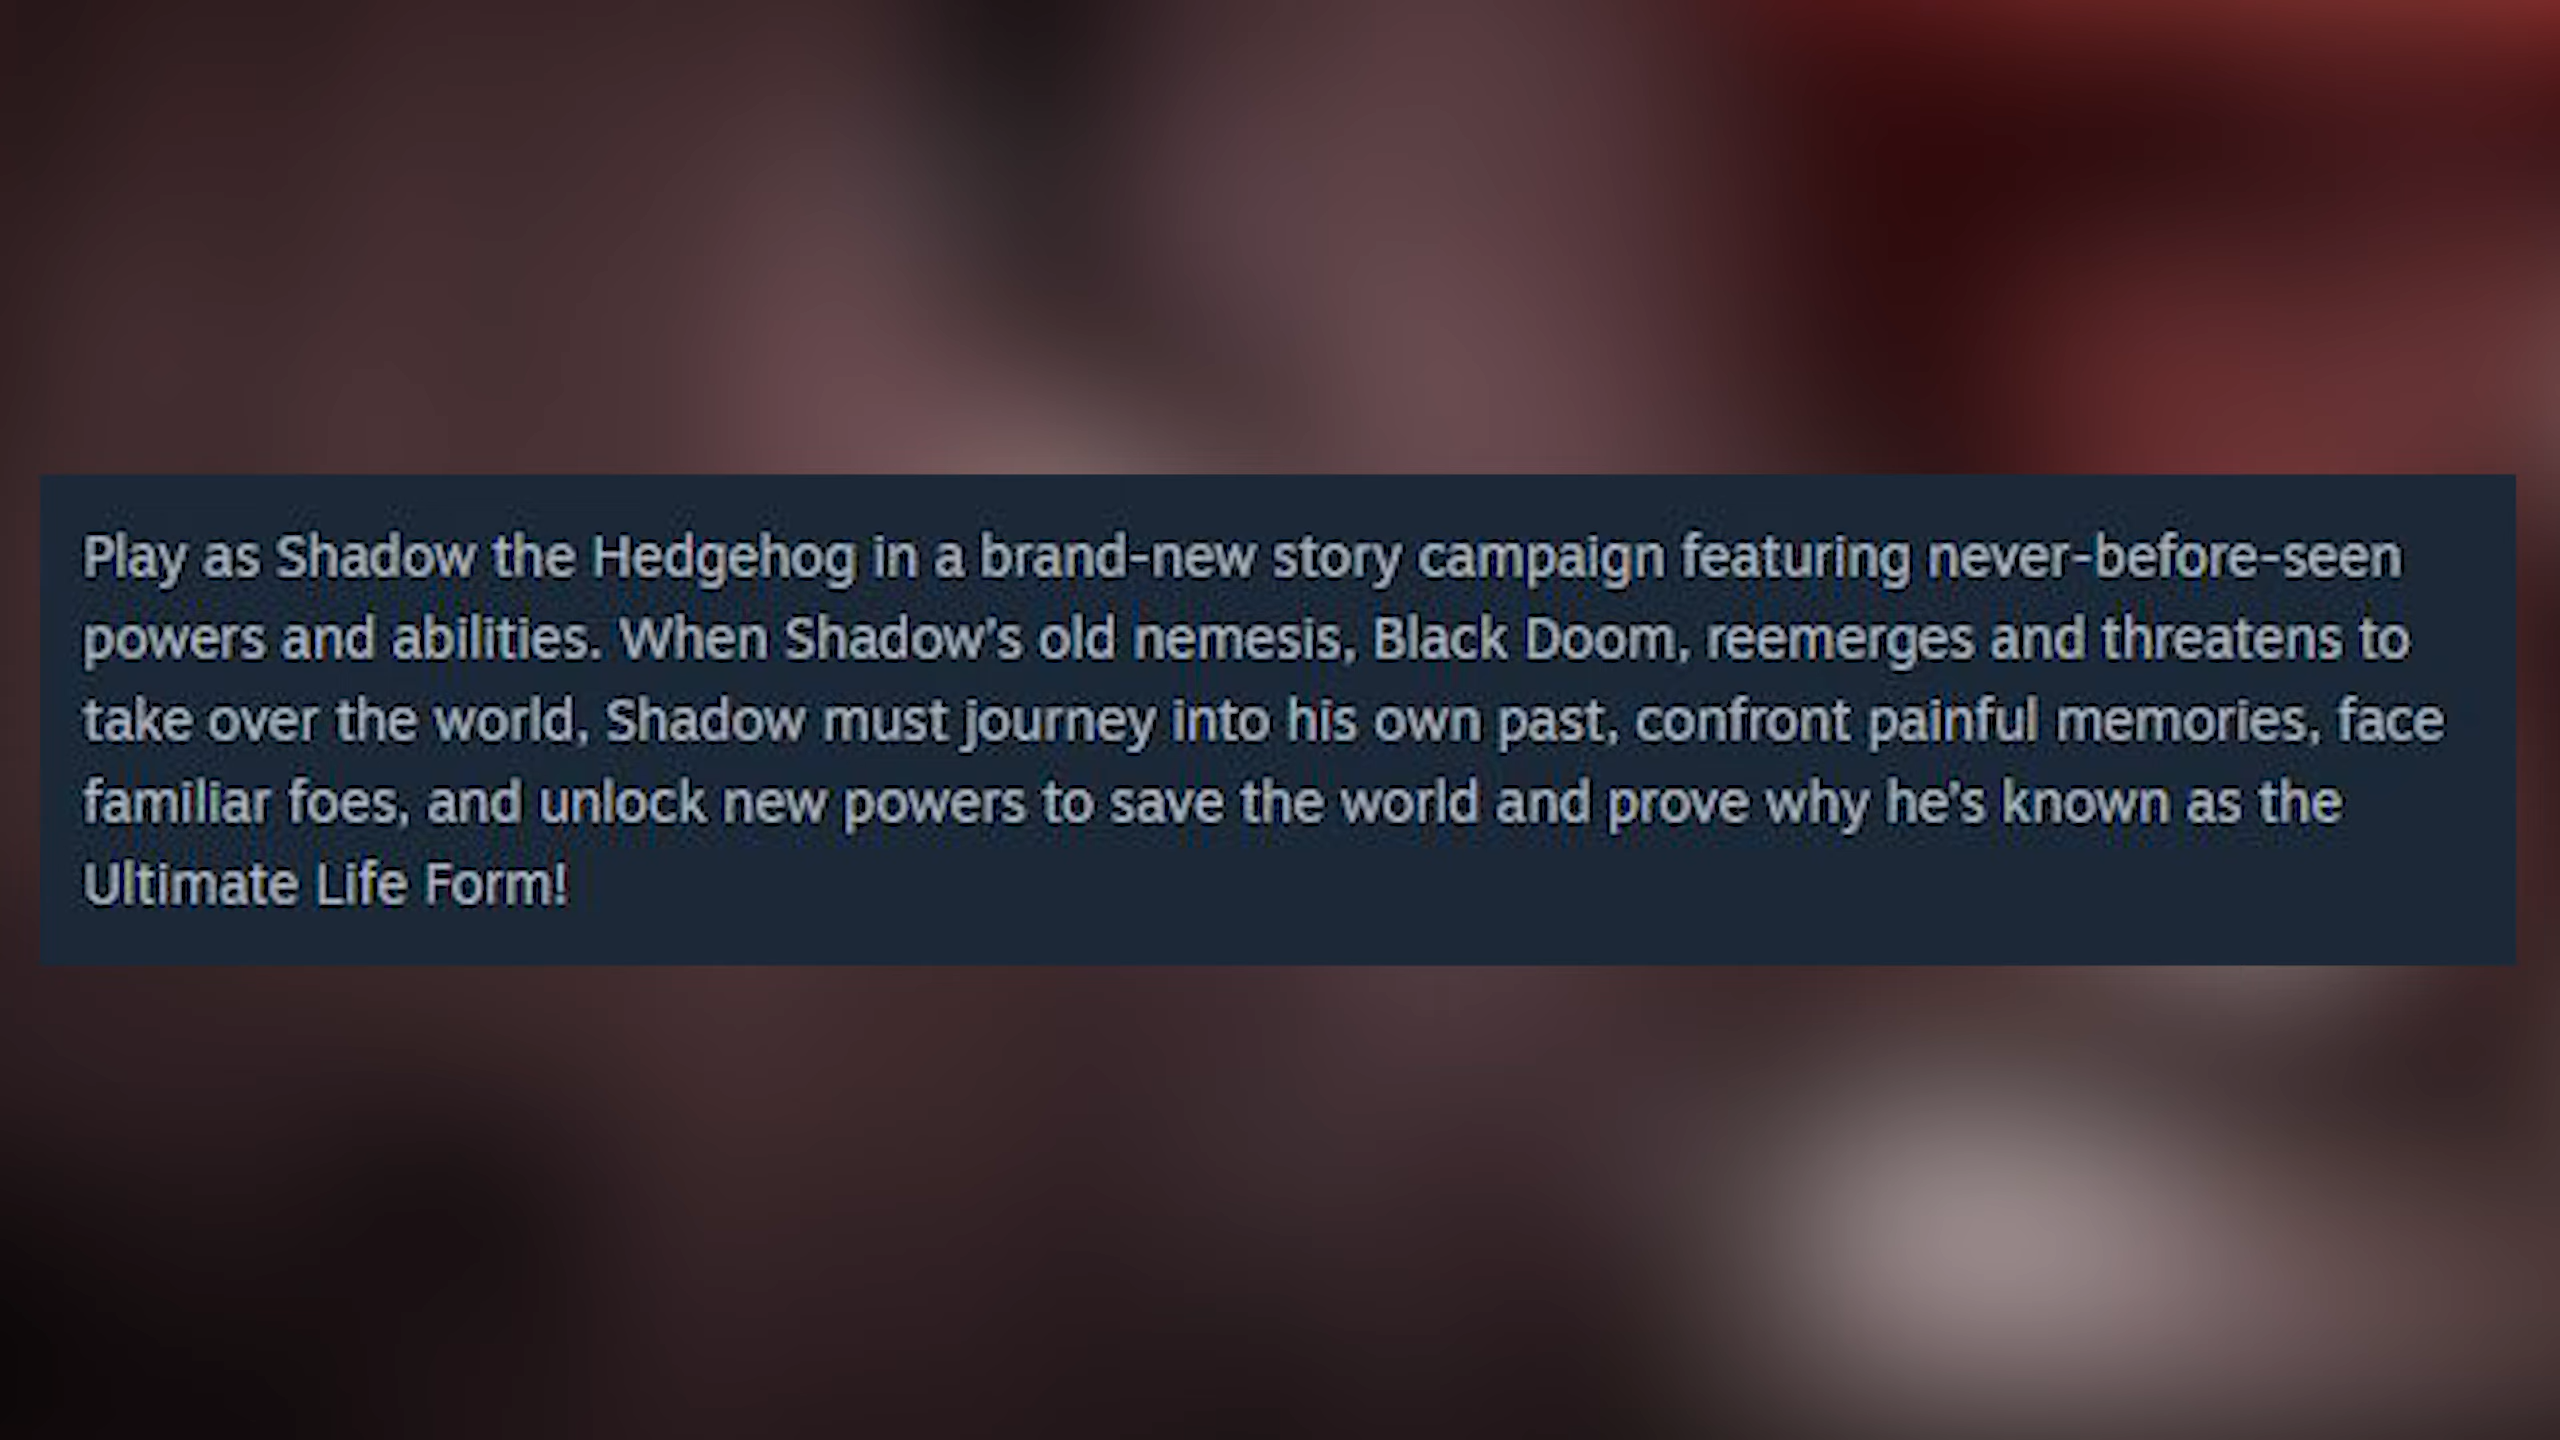 Play as Shadow the Hedgehog in a brand-new story campaign featuring never-before-seen
powers and abilities. When Shadow's old nemesis, Black Doom, reemerges and threatens to
take over the world, Shadow must journey into his own past, confront painful memories, face
familiar foes, and unlock new powers to save the world and prove why he's known as the
Ultimate Life Form!